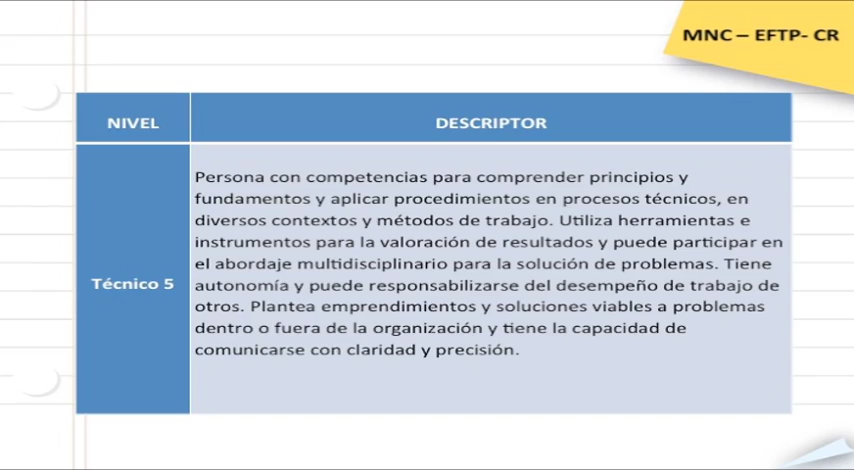 MNC – EFTP- CR
NIVEL
DESCRIPTOR
Técnico 5
Persona con competencias para comprender principios y
fundamentos y aplicar procedimientos en procesos técnicos, en
diversos contextos y métodos de trabajo. Utiliza herramientas e
instrumentos para la valoración de resultados y puede participar en
el abordaje multidisciplinario para la solución de problemas. Tiene
autonomía y puede responsabilizarse del desempeño de trabajo de
otros. Plantea emprendimientos y soluciones viables a problemas
dentro o fuera de la organización y tiene la capacidad de
comunicarse con claridad y precisión.